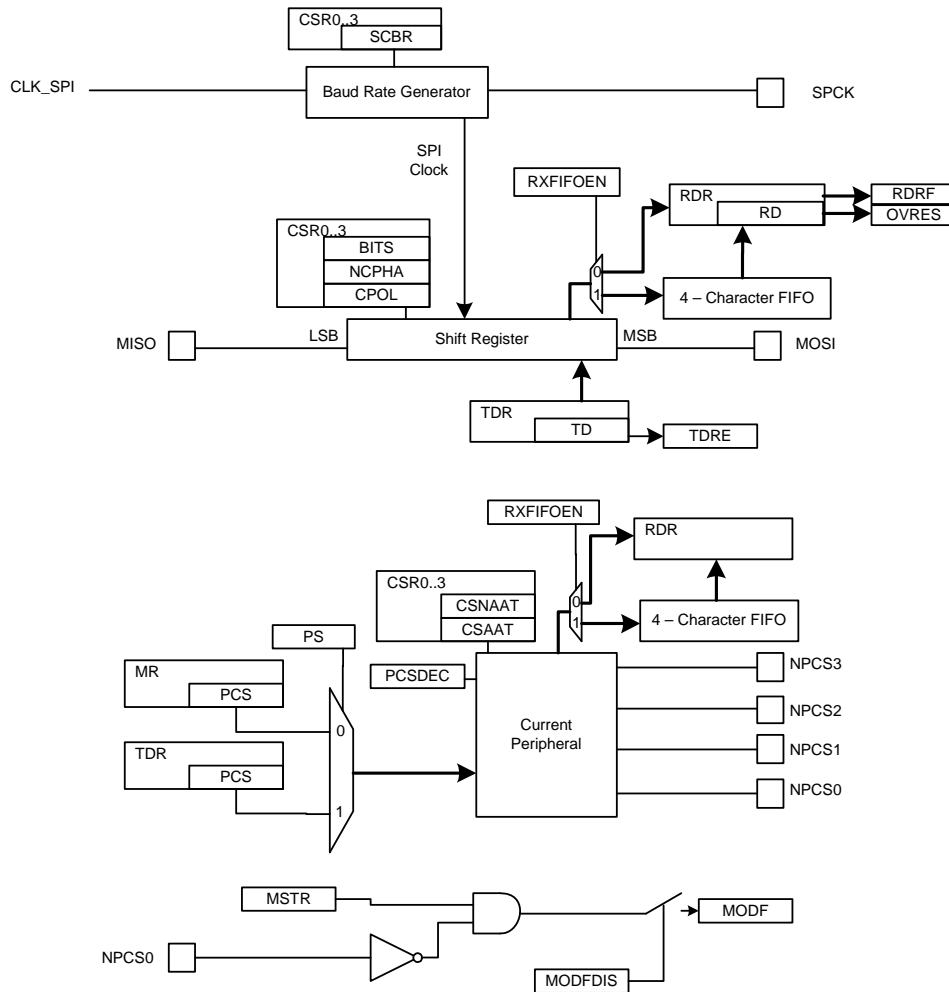 CSR0..3
SCBR
CLK_SPI
Baud Rate Generator
SPCK
SPI
Clock
RXFIFOEN
RDR
RD
RDRF
OVRES
CSR0..3
BITS
NCPHA
CPOL
0
1
4 – Character FIFO
MISO
LSB
Shift Register
MSB
MOSI
TDR
TD
TDRE
RXFIFOEN
RDR
CSR0..3
CSNAAT
CSAAT
0
1
4 – Character FIFO
PS
MR
PCS
PCSDEC
NPCS3
0
Current
Peripheral
NPCS2
TDR
PCS
NPCS1
1
NPCS0
MSTR
MODF
NPCS0
MODFDIS